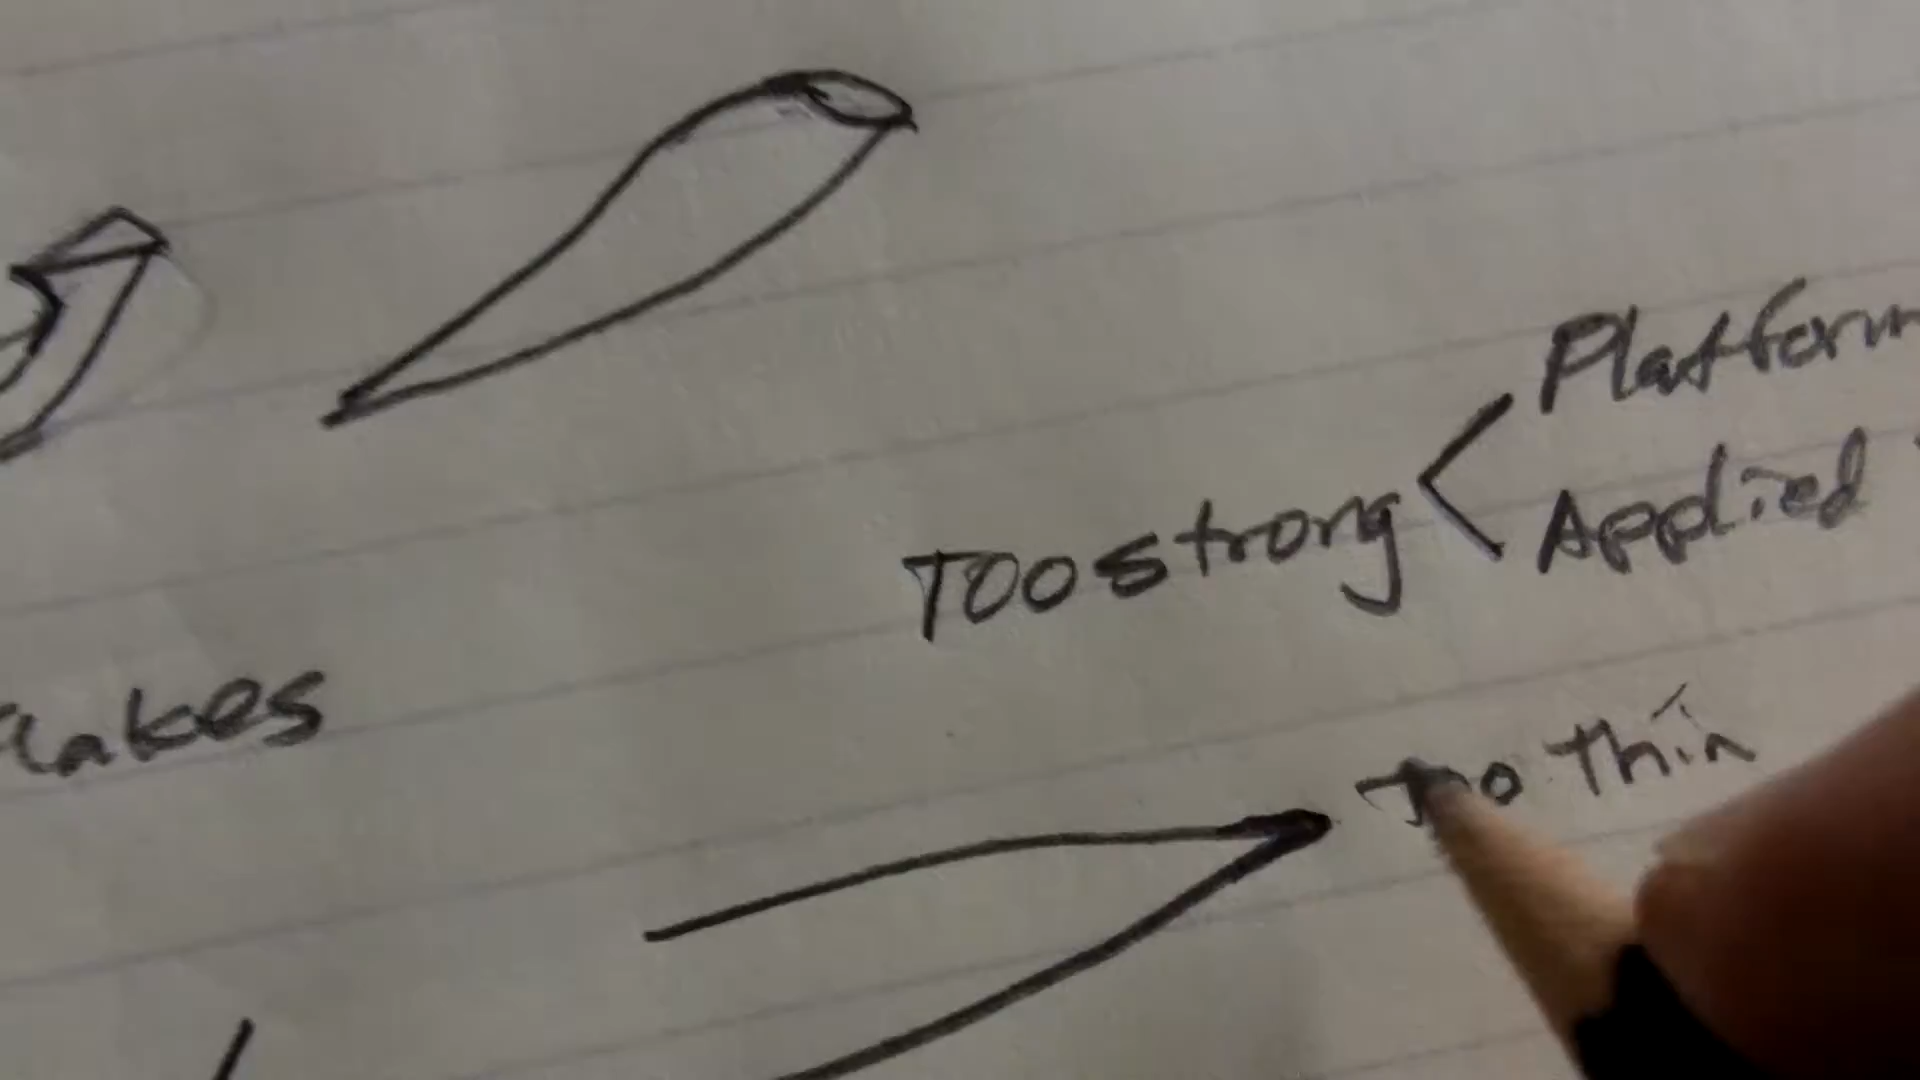 Platform
Too strong <
Applied
flakes
Too thin